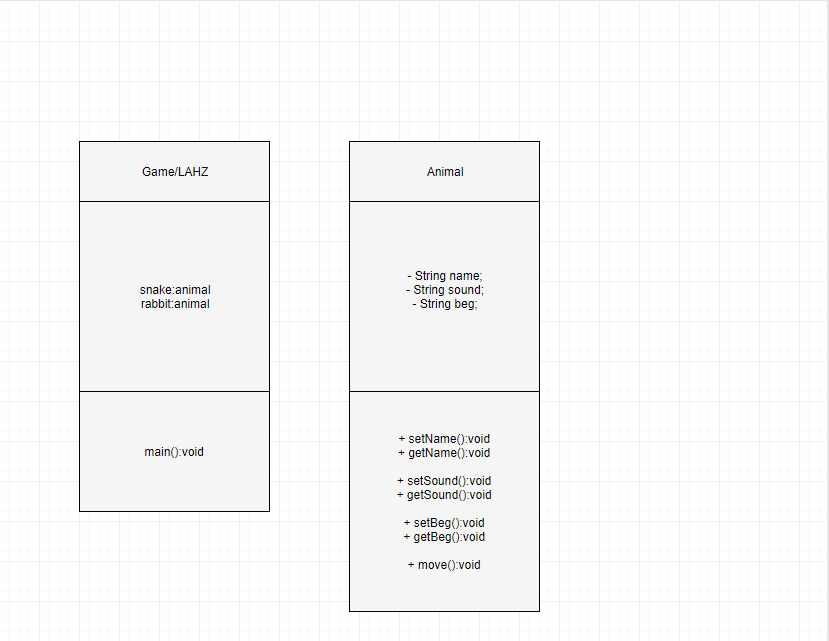 Game/LAHZ
snake:animal
rabbit:animal
main():void
Animal
- String name;
- String sound;
- String beg;
+ setName():void
+ getName():void
+ setSound():void
+ getSound():void
+ setBeg():void
+ getBeg():void
+ move():void